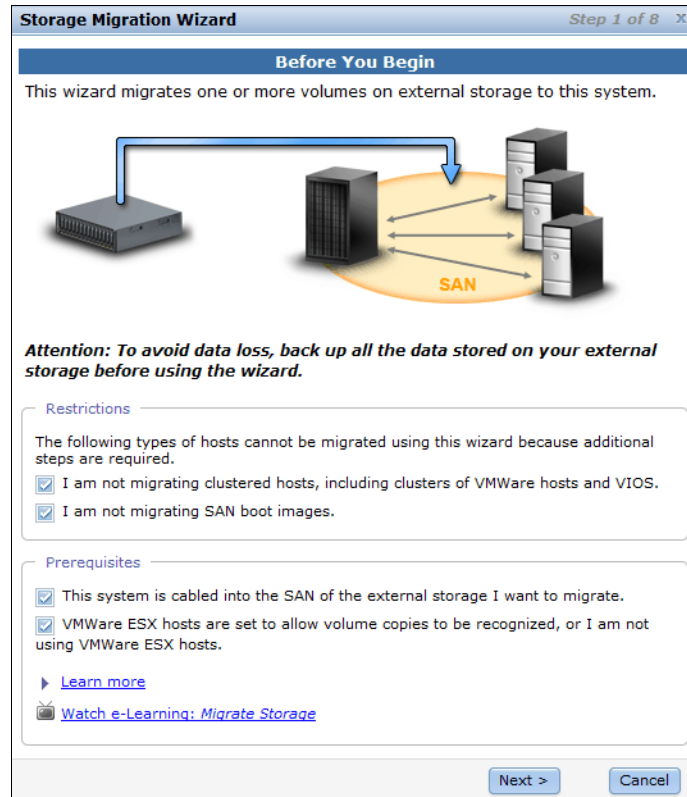 Storage Migration Wizard
Step 1 of 8 x
Before You Begin
This wizard migrates one or more volumes on external storage to this system.
SAN
Attention: To avoid data loss, back up all the data stored on your external
storage before using the wizard.
Restrictions
The following types of hosts cannot be migrated using this wizard because additional
steps are required.
I am not migrating clustered hosts, including clusters of VMWare hosts and VIOS.
I am not migrating SAN boot images.
Prerequisites
This system is cabled into the SAN of the external storage I want to migrate.
VMWare ESX hosts are set to allow volume copies to be recognized, or I am not
using VMWare ESX hosts.
Learn more
Watch e-Learning: Migrate Storage
Next >
Cancel